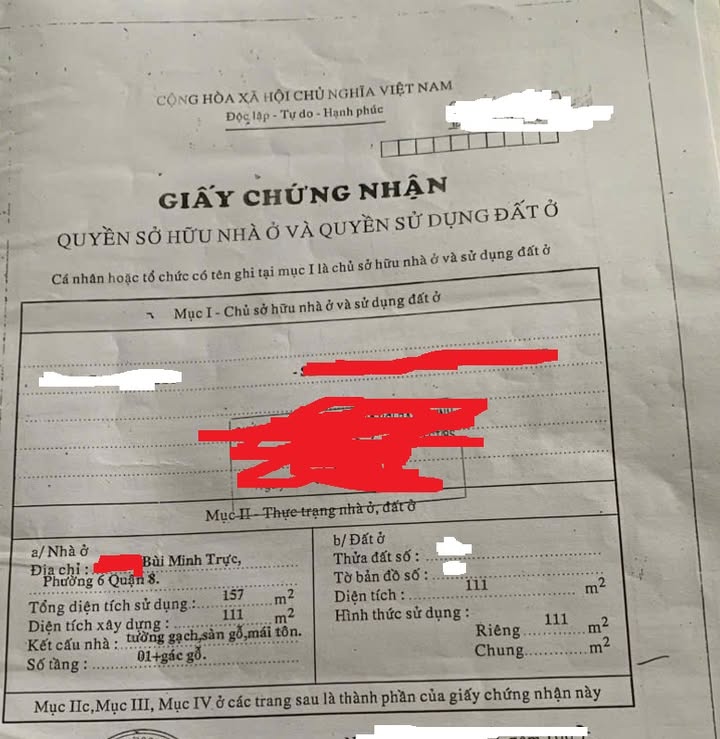 CỘNG HÒA XÃ HỘI CHỦ NGHĨA VIỆT NAM
Độc lập - Tự do - Hạnh phúc
GIẤY CHỨNG NHẬN
QUYỀN SỞ HỮU NHÀ Ở VÀ QUYỀN SỬ DỤNG ĐẤT Ở
Cá nhân hoặc tổ chức có tên ghi tại mục I là chủ sở hữu nhà ở và sử dụng đất ở
Mục I - Chủ sở hữu nhà ở và sử dụng đất ở
Mục II - Thực trạng nhà ở, đất ở
a/ Nhà ở
Địa chỉ : Bùi Minh Trực,
Phường 6 Quận 8.
Tổng diện tích sử dụng : 157 m2
Diện tích xây dựng : 111 m2
Kết cấu nhà : tường gạch, sàn gỗ, mái tôn.
Số tầng : 01+gác gỗ.
b/ Đất ở
Thửa đất số :
Tờ bản đồ số :
Diện tích : 111 m2
Hình thức sử dụng :
Riêng 111 m2
Chung m2
Mục IIc, Mục III, Mục IV ở các trang sau là thành phần của giấy chứng nhận này